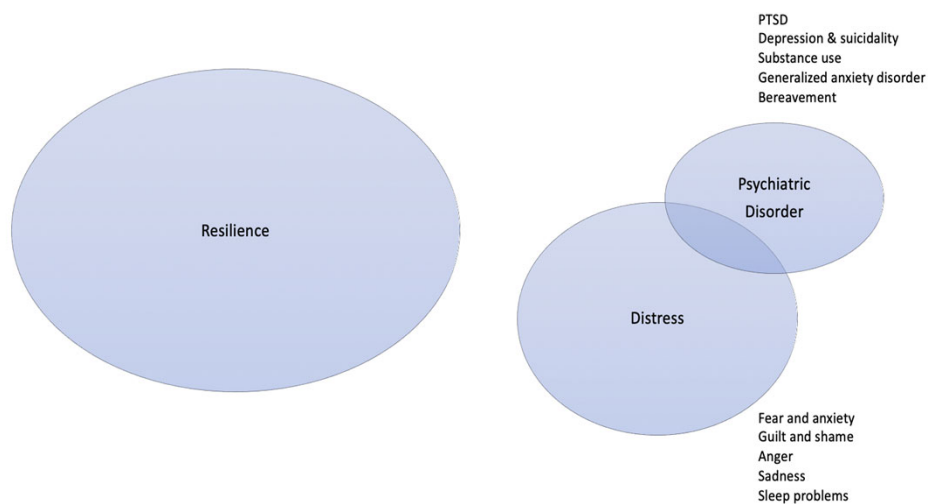 PTSD
Depression & suicidality
Substance use
Generalized anxiety disorder
Bereavement
Psychiatric
Disorder
Resilience
Distress
Fear and anxiety
Guilt and shame
Anger
Sadness
Sleep problems